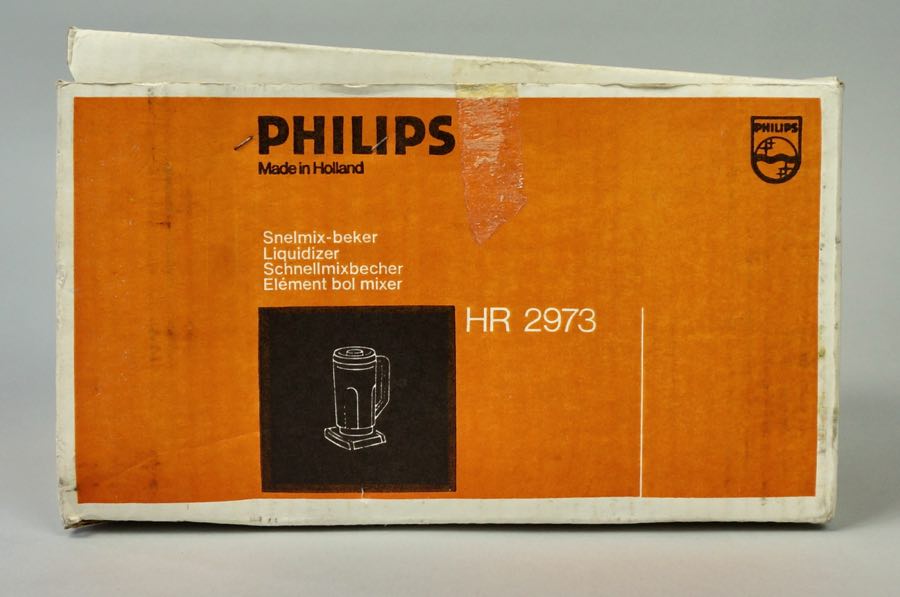 PHILIPS
Made in Holland
PHILIPS
Snelmix-beker
Liquidizer
Schnellmixbecher
Elément bol mixer
HR 2973